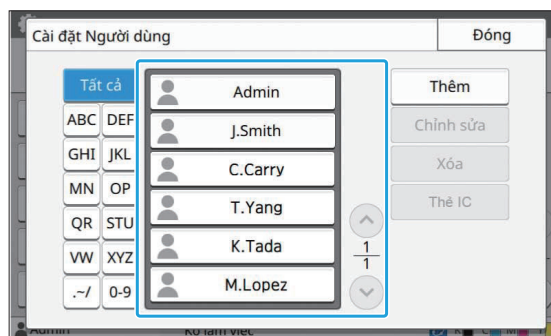 Cài đặt Người dùng
Đóng
Tất cả
ABC DEF
GHI JKL
MN OP
QR STU
VW XYZ
.~/ 0-9
Admin
J.Smith
C.Carry
T.Yang
K.Tada
M.Lopez
1
1
Thêm
Chỉnh sửa
Xóa
Thẻ IC
Admin